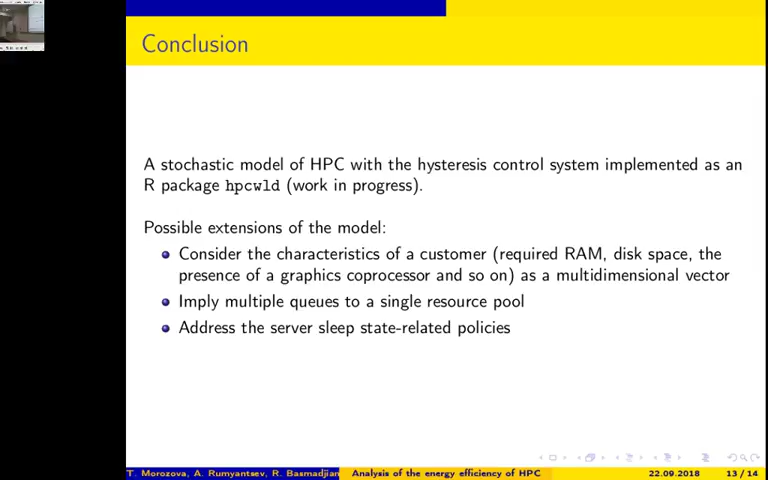 Conclusion
A stochastic model of HPC with the hysteresis control system implemented as an
R package hpcwld (work in progress).
Possible extensions of the model:
Consider the characteristics of a customer (required RAM, disk space, the
presence of a graphics coprocessor and so on) as a multidimensional vector
Imply multiple queues to a single resource pool
Address the server sleep state-related policies
T. Morozova, A. Rumyantsev, R. Basmadjian
Analysis of the energy efficiency of HPC
22.09.2018
13 / 14